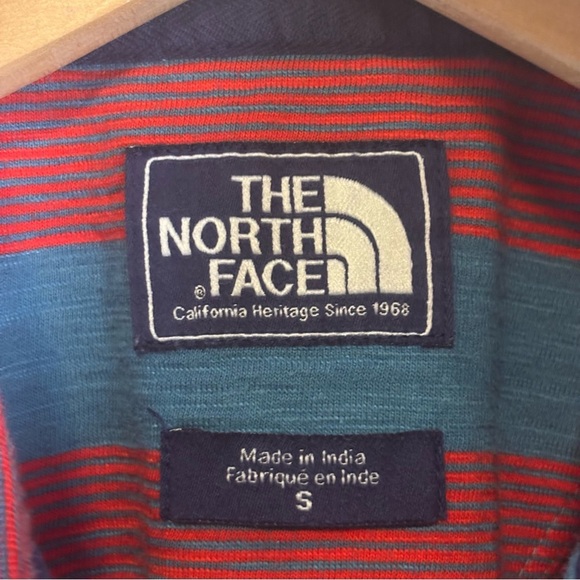 THE
NORTH
FACE
®
California Heritage Since 1968
Made in India
Fabriqué en Inde
S